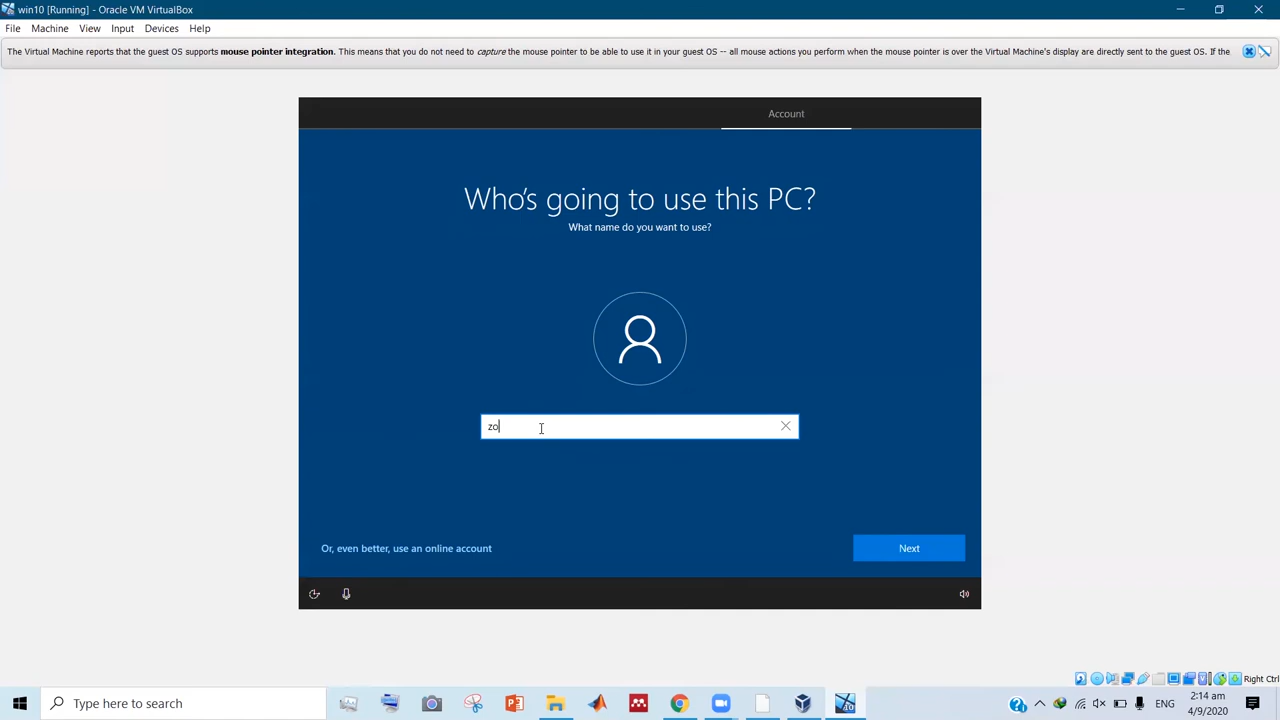 win10 [Running] - Oracle VM VirtualBox
File Machine View Input Devices Help
The Virtual Machine reports that the guest OS supports mouse pointer integration. This means that you do not need to capture the mouse pointer to be able to use it in your guest OS -- all mouse actions you perform when the mouse pointer is over the Virtual Machine's display are directly sent to the guest OS. If the
Account
Who's going to use this PC?
What name do you want to use?
zo
Or, even better, use an online account
Next
Right Ctrl
Type here to search
ENG
2:14 am
4/9/2020